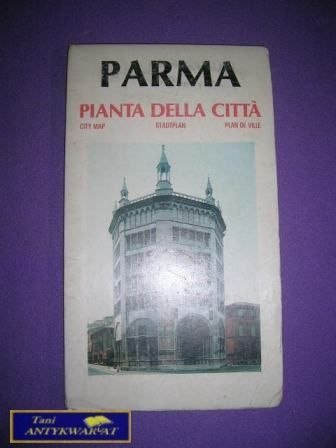 PARMA
PIANTA DELLA CITTÀ
CITY MAP STADTPLAN PLAN DE VILLE
Tani
ANTYKWARIAT